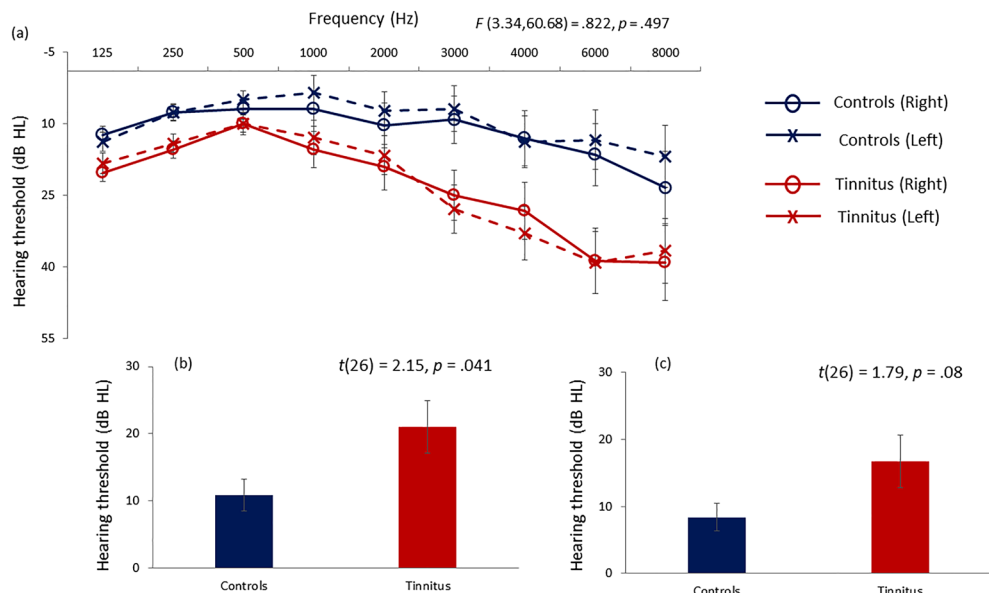 Frequency (Hz)
F (3.34,60.68) = .822, p = .497
(a)
-5 125 250 500 1000 2000 3000 4000 6000 8000
10
25
40
55
Hearing threshold (dB HL)
Controls (Right)
Controls (Left)
Tinnitus (Right)
Tinnitus (Left)
(b)
t(26) = 2.15, p = .041
30
20
10
0
Hearing threshold (dB HL)
Controls Tinnitus
(c)
t(26) = 1.79, p = .08
30
20
10
0
Hearing threshold (dB HL)
Controls Tinnitus